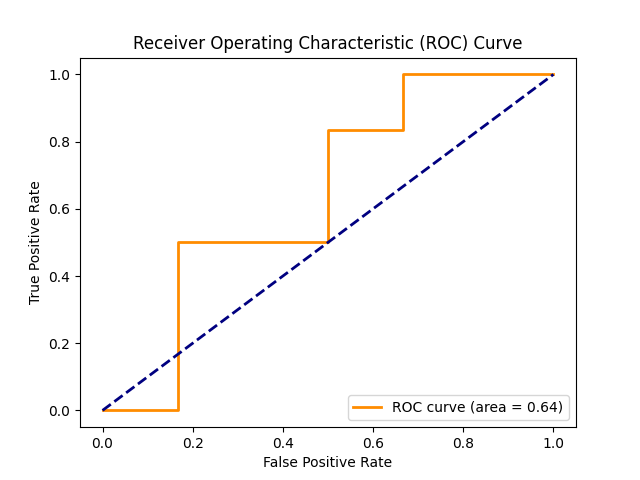 Receiver Operating Characteristic (ROC) Curve
1.0
0.8
0.6
0.4
0.2
0.0
True Positive Rate
ROC curve (area = 0.64)
0.0 0.2 0.4 0.6 0.8 1.0
False Positive Rate